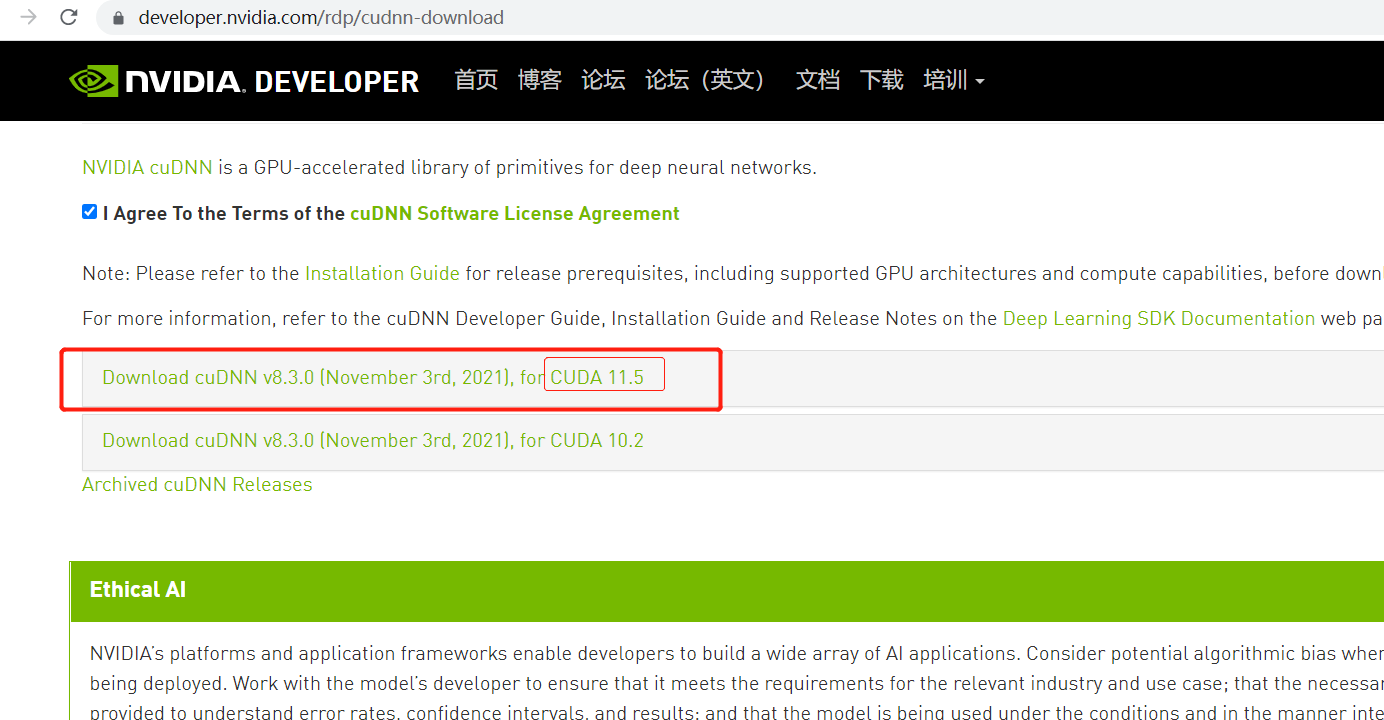 developer.nvidia.com/rdp/cudnn-download
NVIDIA. DEVELOPER 首页 博客 论坛 论坛（英文） 文档 下载 培训
NVIDIA cuDNN is a GPU-accelerated library of primitives for deep neural networks.
I Agree To the Terms of the cuDNN Software License Agreement
Note: Please refer to the Installation Guide for release prerequisites, including supported GPU architectures and compute capabilities, before down
For more information, refer to the cuDNN Developer Guide, Installation Guide and Release Notes on the Deep Learning SDK Documentation web pa
Download cuDNN v8.3.0 (November 3rd, 2021), for CUDA 11.5
Download cuDNN v8.3.0 (November 3rd, 2021), for CUDA 10.2
Archived cuDNN Releases
Ethical AI
NVIDIA's platforms and application frameworks enable developers to build a wide array of AI applications. Consider potential algorithmic bias when
being deployed. Work with the model's developer to ensure that it meets the requirements for the relevant industry and use case; that the necessar
provided to understand error rates, confidence intervals, and results; and that the model is being used under the conditions and in the manner inte